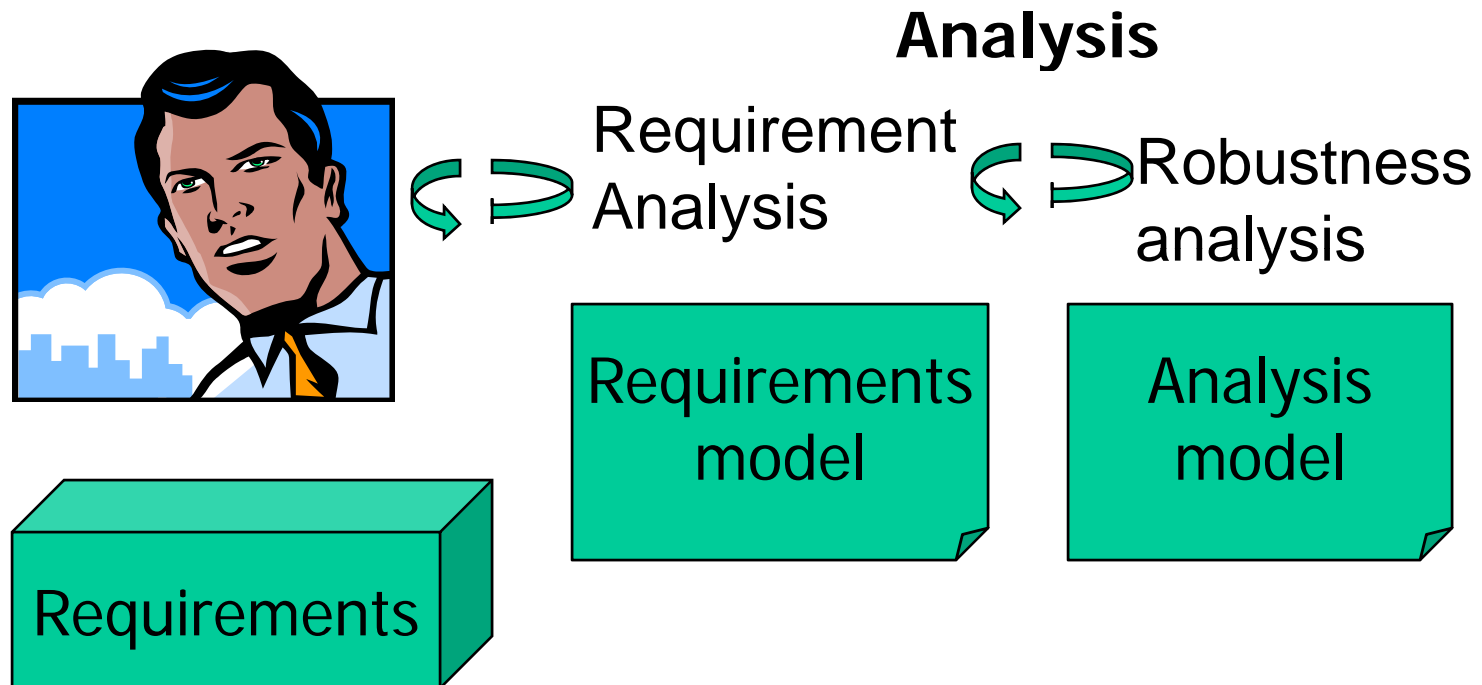 Analysis
Requirement
Analysis
Robustness
analysis
Requirements
model
Analysis
model
Requirements